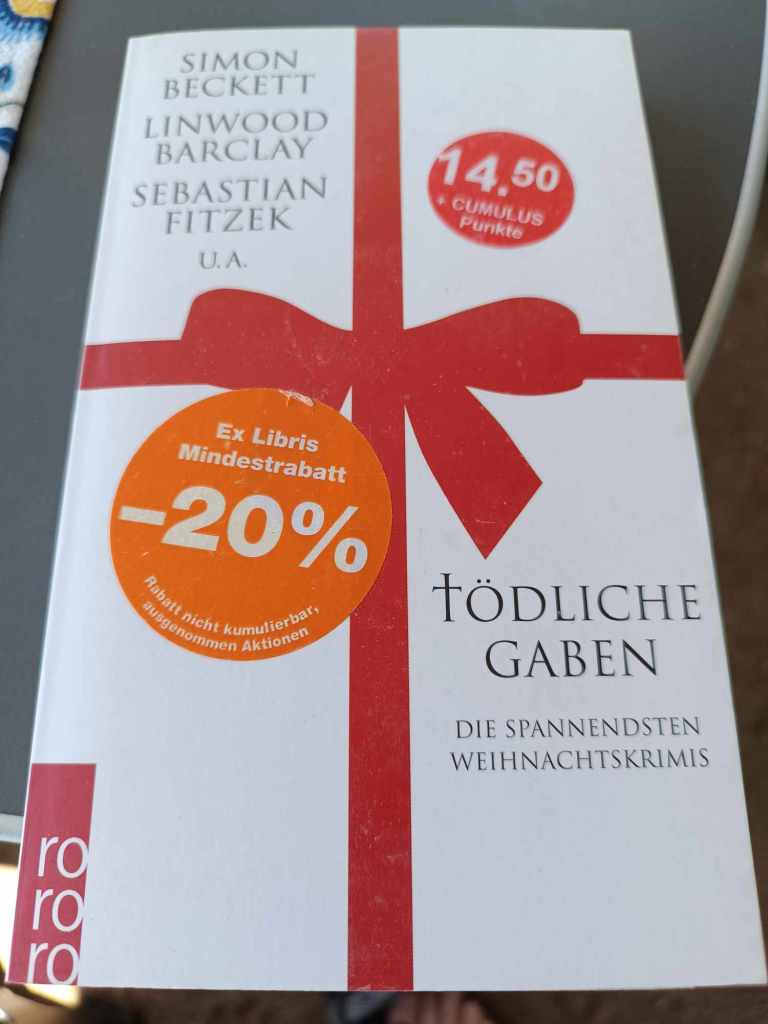 SIMON
BECKETT
LINWOOD
BARCLAY
SEBASTIAN
FITZEK
U. A.
14.50
+ CUMULUS
Punkte
Ex Libris
Mindestrabatt
-20%
Rabatt nicht kumulierbar,
ausgenommen Aktionen
TÖDLICHE
GABEN
DIE SPANNENDSTEN
WEIHNACHTSKRIMIS
ro
ro
ro